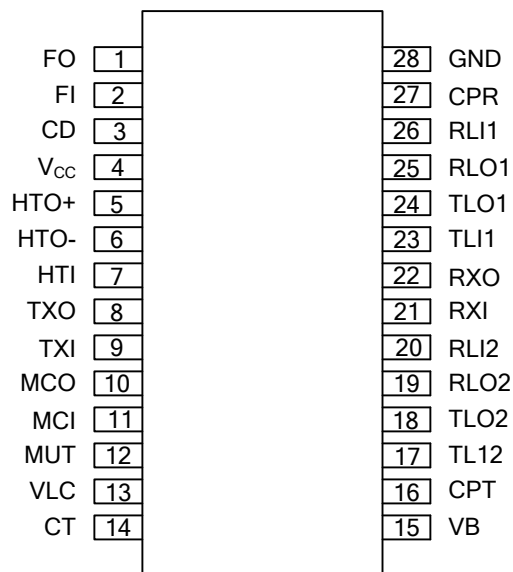 FO 1 28 GND
FI 2 27 CPR
CD 3 26 RLI1
VCC 4 25 RLO1
HTO+ 5 24 TLO1
HTO- 6 23 TLI1
HTI 7 22 RXO
TXO 8 21 RXI
TXI 9 20 RLI2
MCO 10 19 RLO2
MCI 11 18 TLO2
MUT 12 17 TL12
VLC 13 16 CPT
CT 14 15 VB